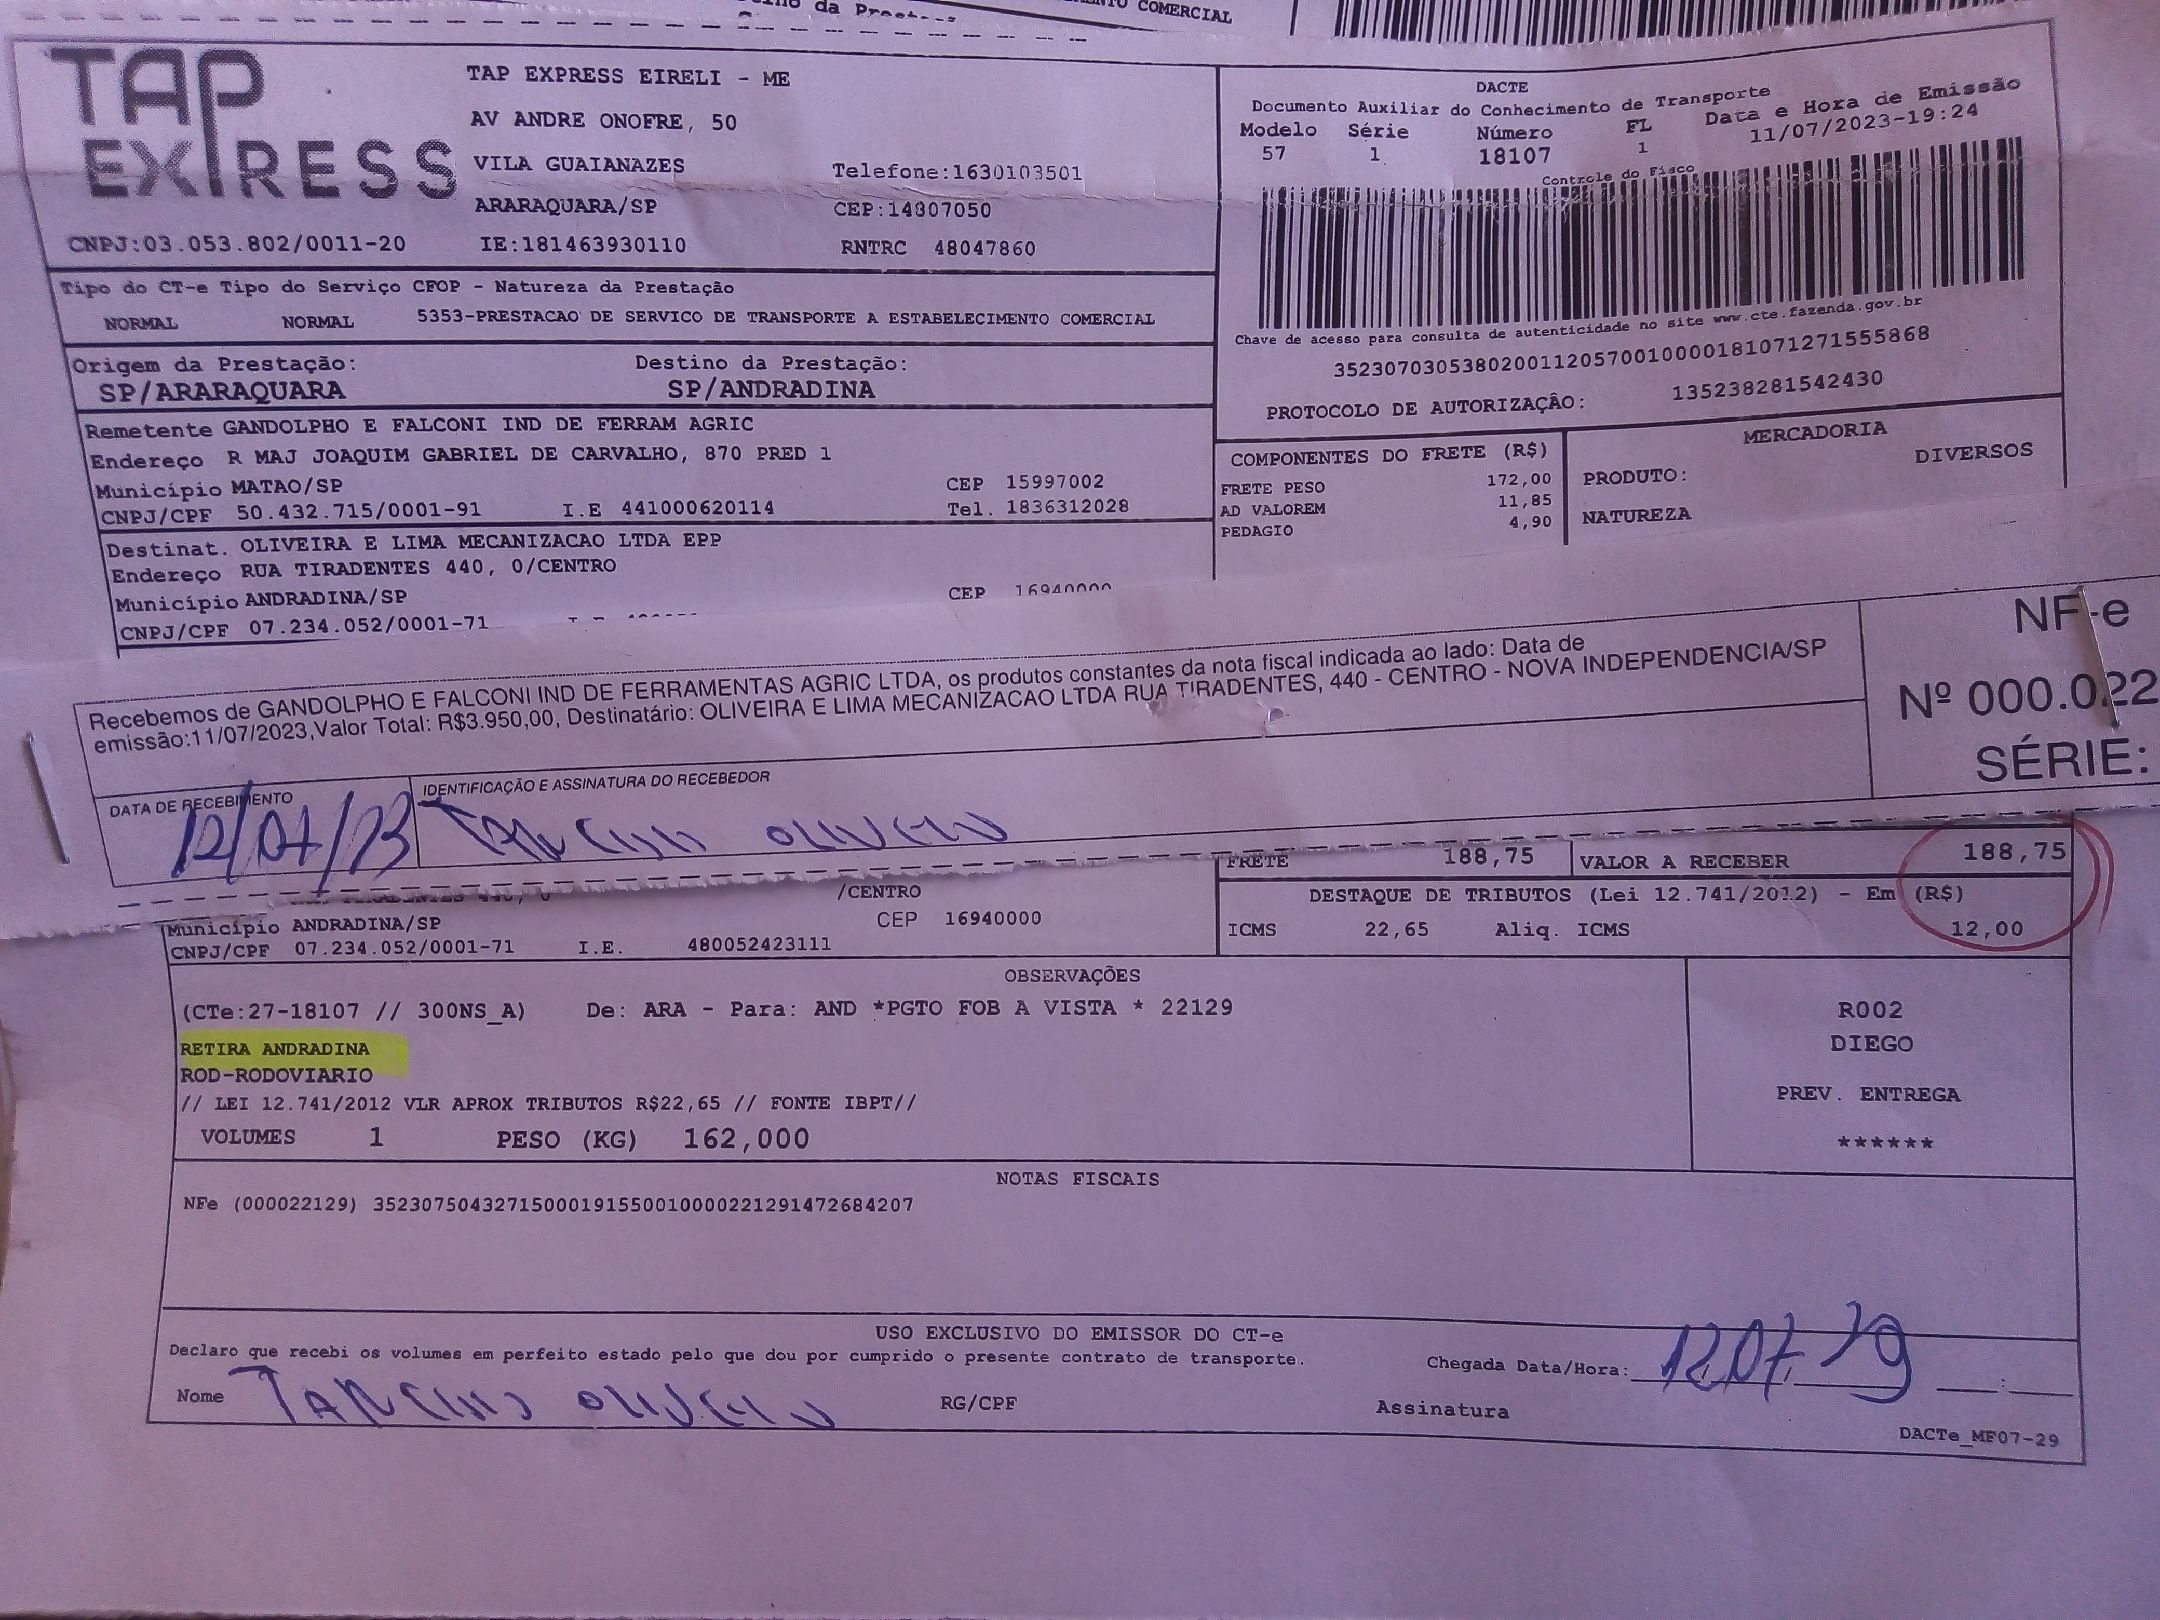 COMERCIAL
TAP EXPRESS
TAP EXPRESS EIRELI - ME
AV ANDRE ONOFRE, 50
VILA GUAIANAZES Telefone:1630103501
ARARAQUARA/SP CEP:14807050
CNPJ:03.053.802/0011-20 IE:181463930110 RNTRC 48047860
DACTE
Documento Auxiliar do Conhecimento de Transporte
Modelo Série Número FL Data e Hora de Emissão
57 1 18107 1 11/07/2023-19:24
Controle do Fisco
Chave de acesso para consulta de autenticidade no site www.cte.fazenda.gov.br
35230703053802001120570010000181071271555868
PROTOCOLO DE AUTORIZAÇÃO: 135238281542430
Tipo do CT-e Tipo do Serviço CFOP - Natureza da Prestação
NORMAL NORMAL 5353-PRESTACAO DE SERVICO DE TRANSPORTE A ESTABELECIMENTO COMERCIAL
Origem da Prestação: Destino da Prestação:
SP/ARARAQUARA SP/ANDRADINA
Remetente GANDOLPHO E FALCONI IND DE FERRAM AGRIC
Endereço R MAJ JOAQUIM GABRIEL DE CARVALHO, 870 PRED 1
Município MATAO/SP CEP 15997002
CNPJ/CPF 50.432.715/0001-91 I.E 441000620114 Tel. 1836312028
COMPONENTES DO FRETE (R$)
FRETE PESO 172,00
AD VALOREM 11,85
PEDAGIO 4,90
MERCADORIA
PRODUTO: DIVERSOS
NATUREZA
Destinat. OLIVEIRA E LIMA MECANIZACAO LTDA EPP
Endereço RUA TIRADENTES 440, 0/CENTRO
Município ANDRADINA/SP CEP 16940000
CNPJ/CPF 07.234.052/0001-71
Recebemos de GANDOLPHO E FALCONI IND DE FERRAMENTAS AGRIC LTDA, os produtos constantes da nota fiscal indicada ao lado: Data de
emissão:11/07/2023,Valor Total: R$3.950,00, Destinatário: OLIVEIRA E LIMA MECANIZACAO LTDA RUA TIRADENTES, 440 - CENTRO - NOVA INDEPENDENCIA/SP
NF-e
Nº 000.022
SÉRIE:
DATA DE RECEBIMENTO IDENTIFICAÇÃO E ASSINATURA DO RECEBEDOR
12/07/23
FRETE 188,75 VALOR A RECEBER 188,75
DESTAQUE DE TRIBUTOS (Lei 12.741/2012) - Em (R$)
ICMS 22,65 Aliq. ICMS 12,00
/CENTRO
Município ANDRADINA/SP CEP 16940000
CNPJ/CPF 07.234.052/0001-71 I.E. 480052423111
OBSERVAÇÕES
(CTe:27-18107 // 300NS_A) De: ARA - Para: AND *PGTO FOB A VISTA * 22129
RETIRA ANDRADINA
ROD-RODOVIARIO
// LEI 12.741/2012 VLR APROX TRIBUTOS R$22,65 // FONTE IBPT//
VOLUMES 1 PESO (KG) 162,000
R002
DIEGO
PREV. ENTREGA
******
NOTAS FISCAIS
NFe (000022129) 35230750432715000191550010000221291472684207
USO EXCLUSIVO DO EMISSOR DO CT-e
Declaro que recebi os volumes em perfeito estado pelo que dou por cumprido o presente contrato de transporte.
Chegada Data/Hora:
Nome RG/CPF Assinatura
DACTe_MF07-29